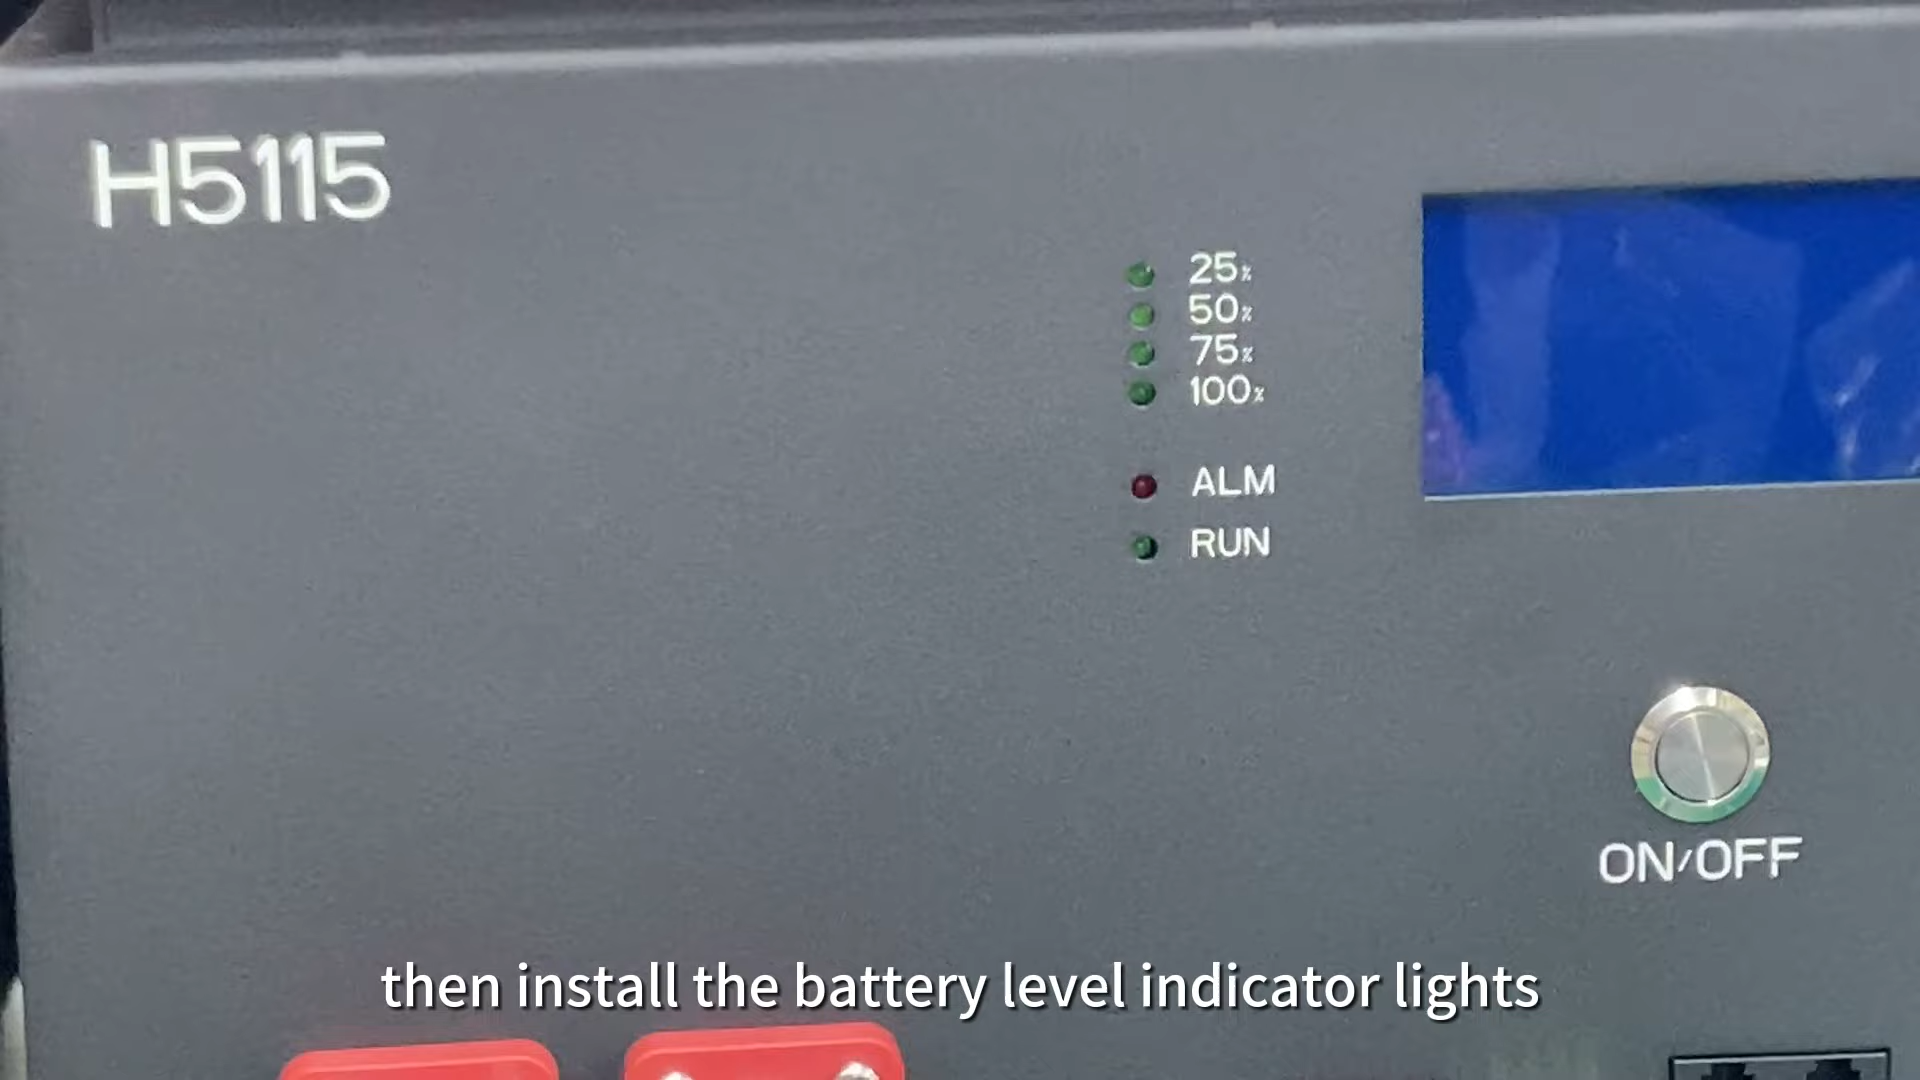 H5115
25%
50%
75%
100%
ALM
RUN
ON/OFF
then install the battery level indicator lights